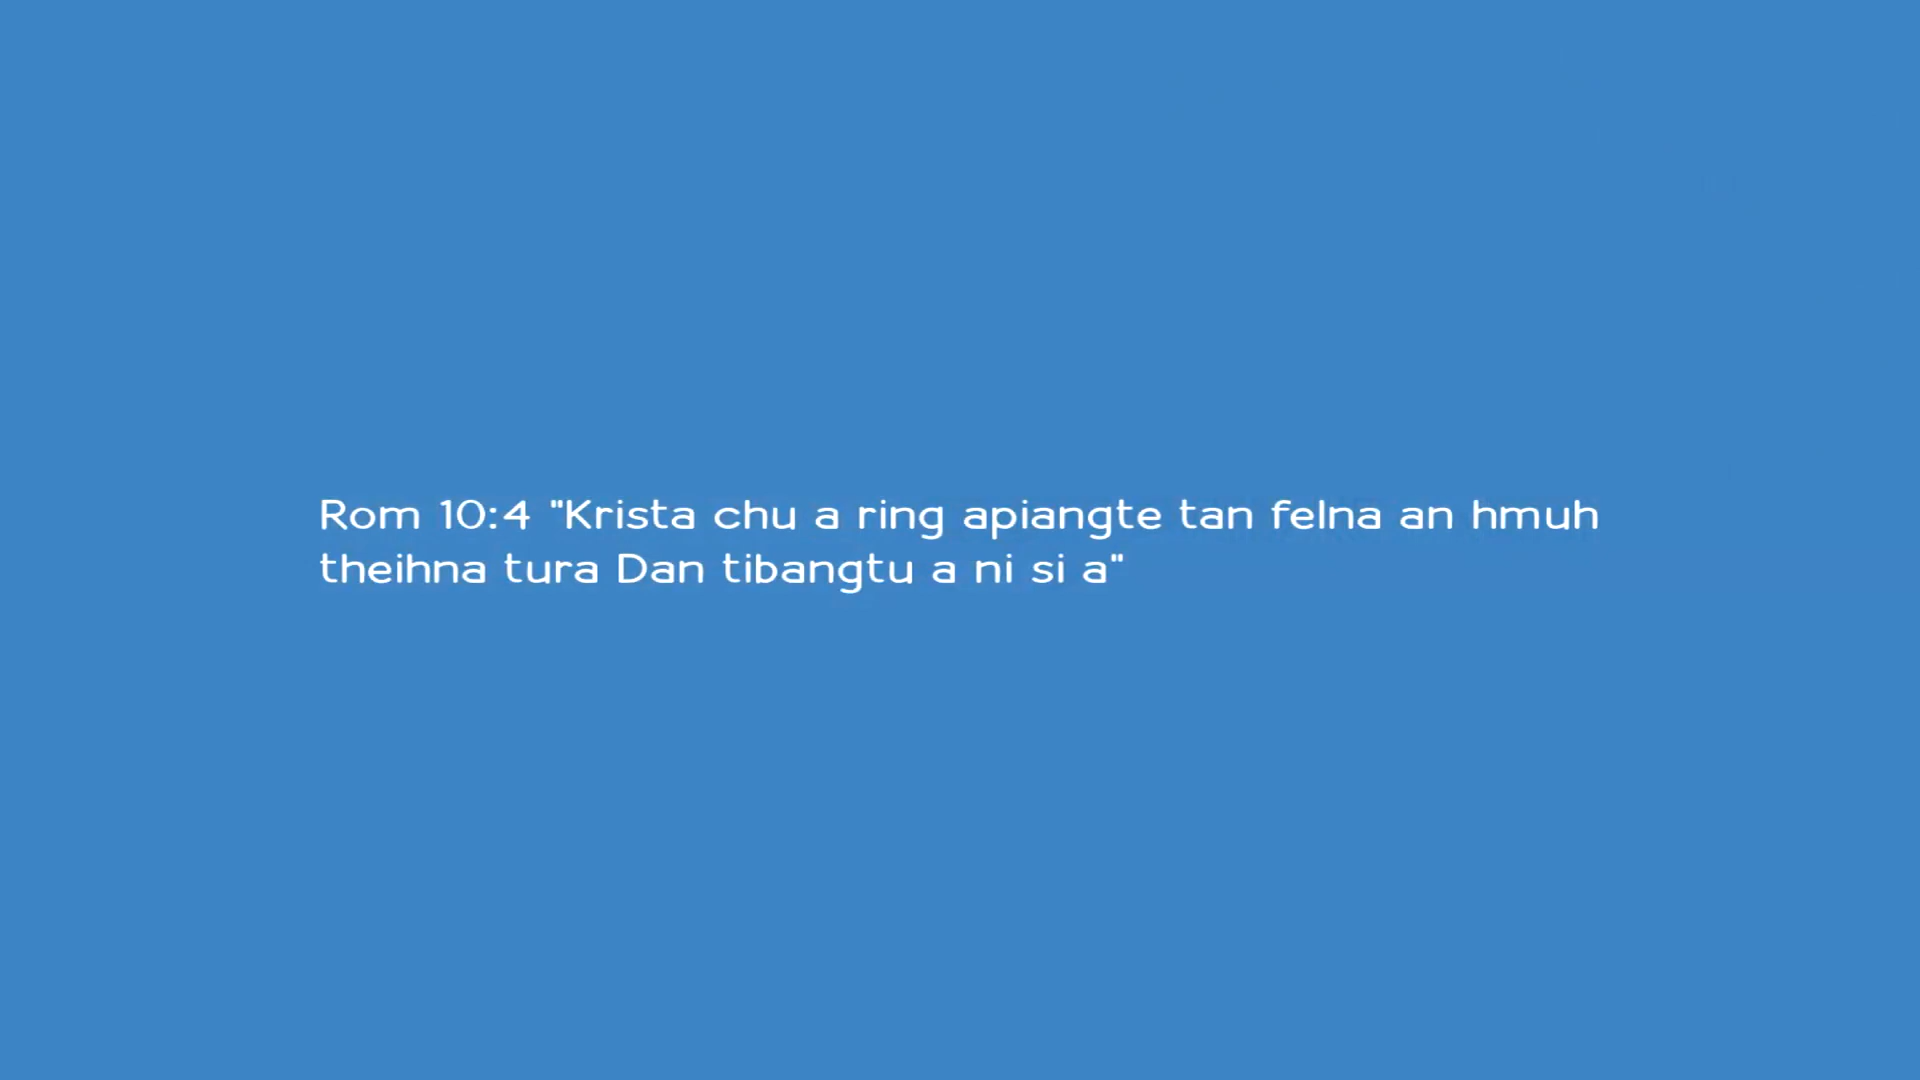 Rom 10:4 "Krista chu a ring apiangte tan felna an hmuh
theihna tura Dan tibangtu a ni si a"